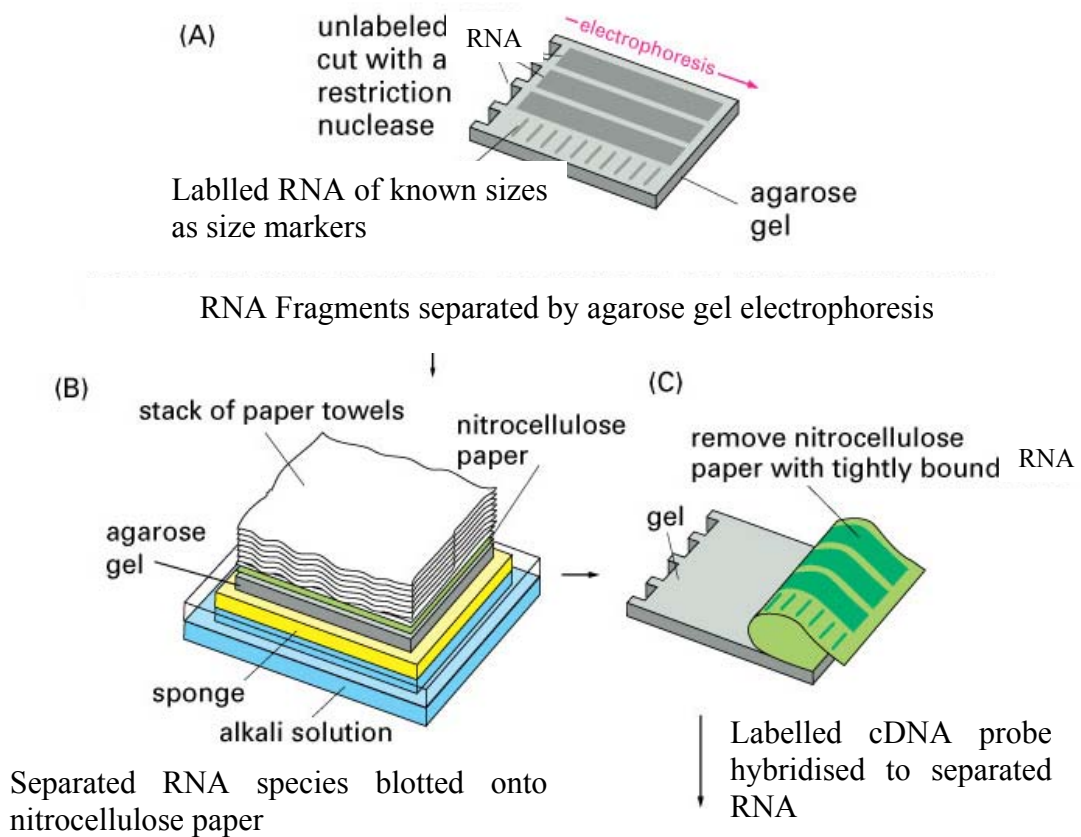 (A)
unlabeled RNA
cut with a
restriction
nuclease
electrophoresis
Lablled RNA of known sizes
as size markers
agarose
gel
RNA Fragments separated by agarose gel electrophoresis
(B)
stack of paper towels
nitrocellulose
paper
agarose
gel
sponge
alkali solution
Separated RNA species blotted onto
nitrocellulose paper
(C)
remove nitrocellulose
paper with tightly bound RNA
gel
Labelled cDNA probe
hybridised to separated
RNA